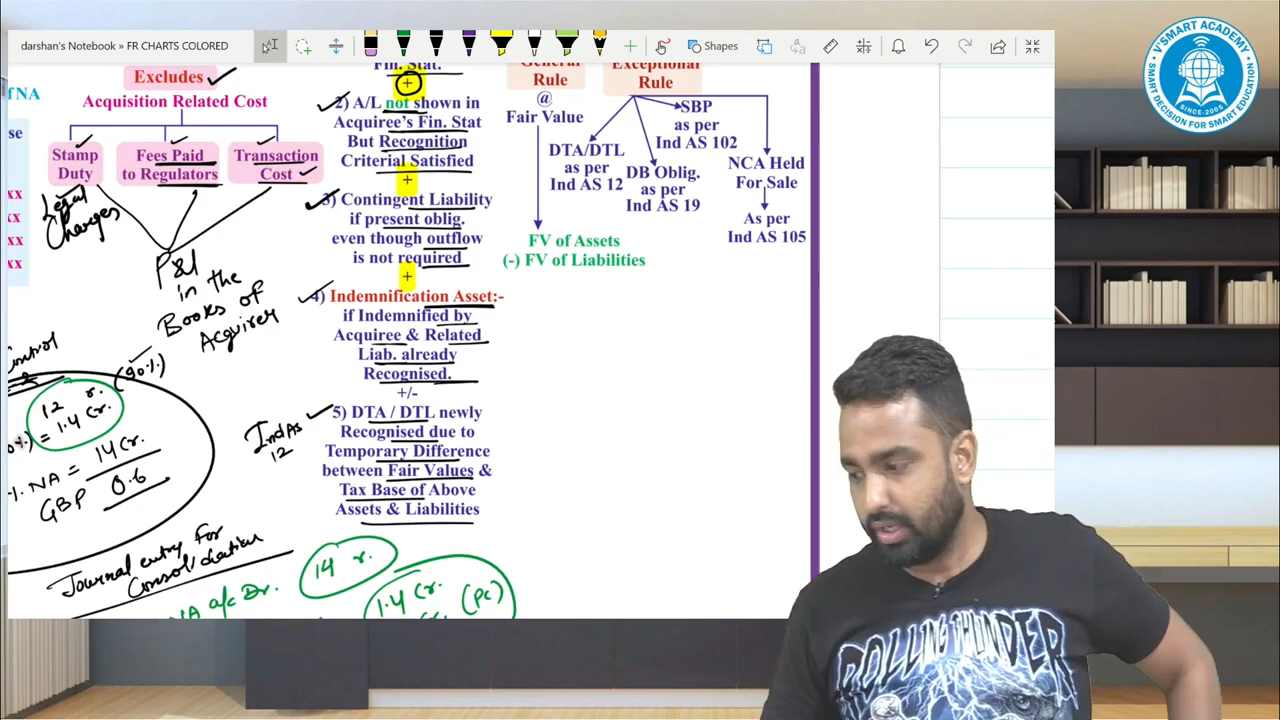 darshan's Notebook » FR CHARTS COLORED
Shapes
Excludes
f NA
Acquisition Related Cost
se
Stamp
Duty
Fees Paid
to Regulators
Transaction
Cost
xx
xx
xx
xx
Legal
Charges
P&L
in the
Books of
Acquirer
Control
(90%)
1.4 Cr.
NA = 14 Cr.
GBP 0.6
Journal entry for
Consolidation
NA a/c Dr.
14
1.4 Cr.
(PC)
Fin. Stat.
+
2) A/L not shown in
Acquiree's Fin. Stat
But Recognition
Criterial Satisfied
+
3) Contingent Liability
if present oblig.
even though outflow
is not required
+
4) Indemnification Asset:-
if Indemnified by
Acquiree & Related
Liab. already
Recognised.
+/-
5) DTA / DTL newly
Recognised due to
Temporary Difference
between Fair Values &
Tax Base of Above
Assets & Liabilities
Ind As
12
General
Rule
@
Fair Value
FV of Assets
(-) FV of Liabilities
Exceptional
Rule
DTA/DTL
as per
Ind AS 12
DB Oblig.
as per
Ind AS 19
SBP
as per
Ind AS 102
NCA Held
For Sale
As per
Ind AS 105
V'SMART ACADEMY
SINCE-2005
SMART DECISION FOR SMART EDUCATION
ROLLING THUNDER